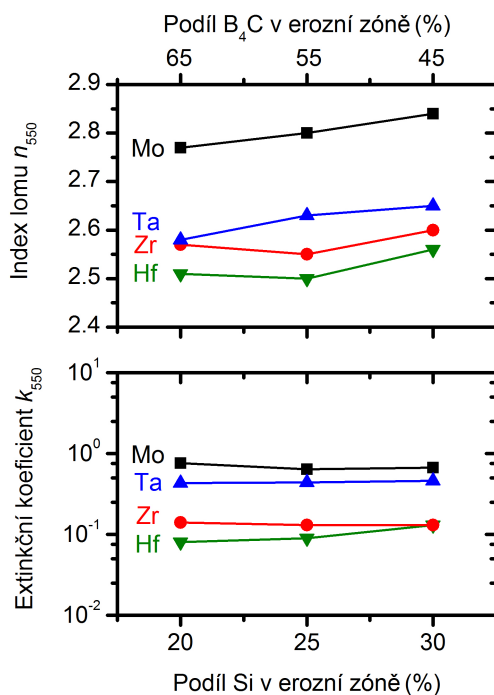 Podíl B4C v erozní zóně (%)
65 55 45
2.9
2.8
2.7
2.6
2.5
2.4
Index lomu n550
Mo
Ta
Zr
Hf
10^1
10^0
10^-1
10^-2
Extinkční koeficient k550
Mo
Ta
Zr
Hf
20 25 30
Podíl Si v erozní zóně (%)